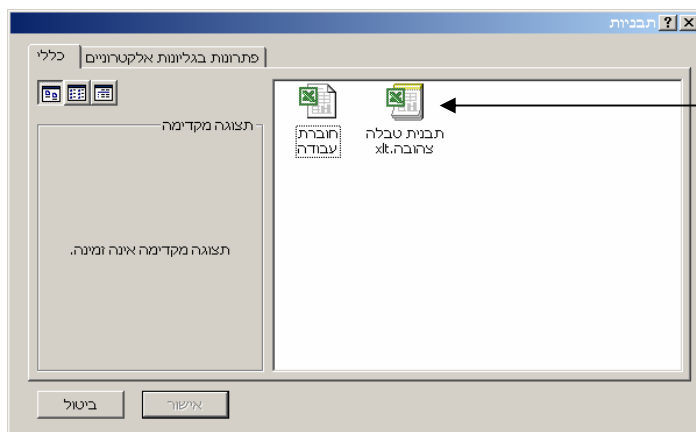 תבניות
כללי
פתרונות בגליונות אלקטרוניים
תבנית טבלה
צהובה.xlt
חוברת
עבודה
תצוגה מקדימה
תצוגה מקדימה אינה זמינה.
אישור
ביטול